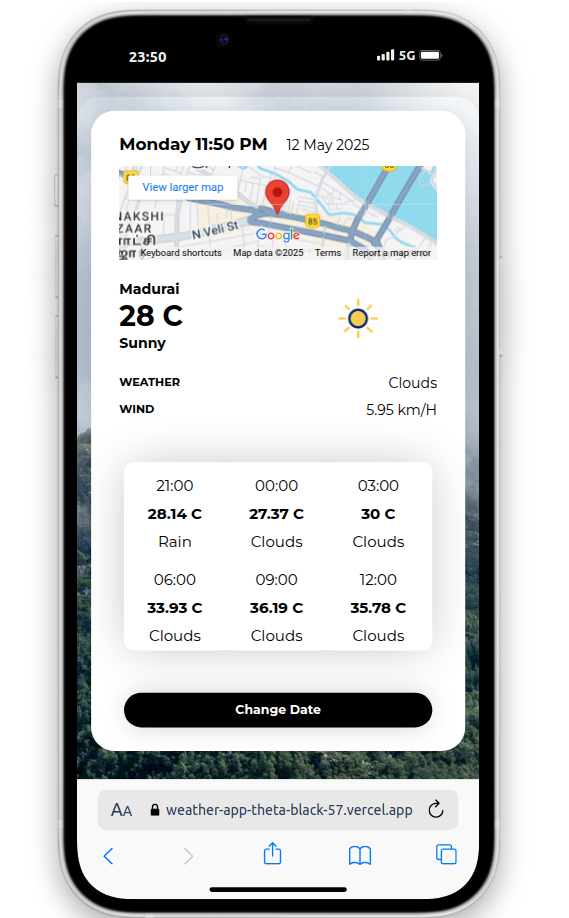 23:50
5G
Monday 11:50 PM 12 May 2025
View larger map
85
N Veli St
Google
Keyboard shortcuts Map data ©2025 Terms Report a map error
Madurai
28 C
Sunny
WEATHER Clouds
WIND 5.95 km/H
21:00 00:00 03:00
28.14 C 27.37 C 30 C
Rain Clouds Clouds
06:00 09:00 12:00
33.93 C 36.19 C 35.78 C
Clouds Clouds Clouds
Change Date
AA weather-app-theta-black-57.vercel.app